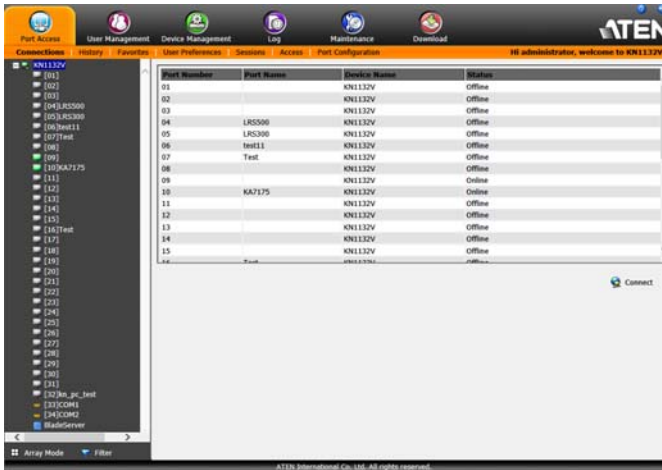 ATEN
Port Access User Management Device Management Log Maintenance Download
Connections History Favorites User Preferences Sessions Access Port Configuration Hi administrator, welcome to KN1132V
KN1132V
[01]
[02]
[03]
[04]LRS500
[05]LRS300
[06]test11
[07]Test
[08]
[09]
[10]KA7175
[11]
[12]
[13]
[14]
[15]
[16]Test
[17]
[18]
[19]
[20]
[21]
[22]
[23]
[24]
[25]
[26]
[27]
[28]
[29]
[30]
[31]
[32]kn_pc_test
[33]COM1
[34]COM2
BladeServer
Array Mode Filter
Port Number Port Name Device Name Status
01 KN1132V Offline
02 KN1132V Offline
03 KN1132V Offline
04 LRS500 KN1132V Offline
05 LRS300 KN1132V Offline
06 test11 KN1132V Offline
07 Test KN1132V Offline
08 KN1132V Offline
09 KN1132V Online
10 KA7175 KN1132V Online
11 KN1132V Offline
12 KN1132V Offline
13 KN1132V Offline
14 KN1132V Offline
15 KN1132V Offline
16 Test KN1132V Offline
Connect
ATEN International Co. Ltd. All rights reserved.